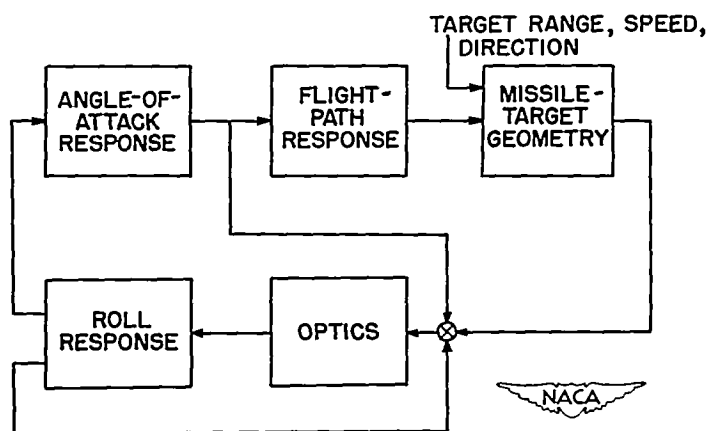 TARGET RANGE, SPEED,
DIRECTION
ANGLE-OF-
ATTACK
RESPONSE
FLIGHT-
PATH
RESPONSE
MISSILE-
TARGET
GEOMETRY
ROLL
RESPONSE
OPTICS
NACA